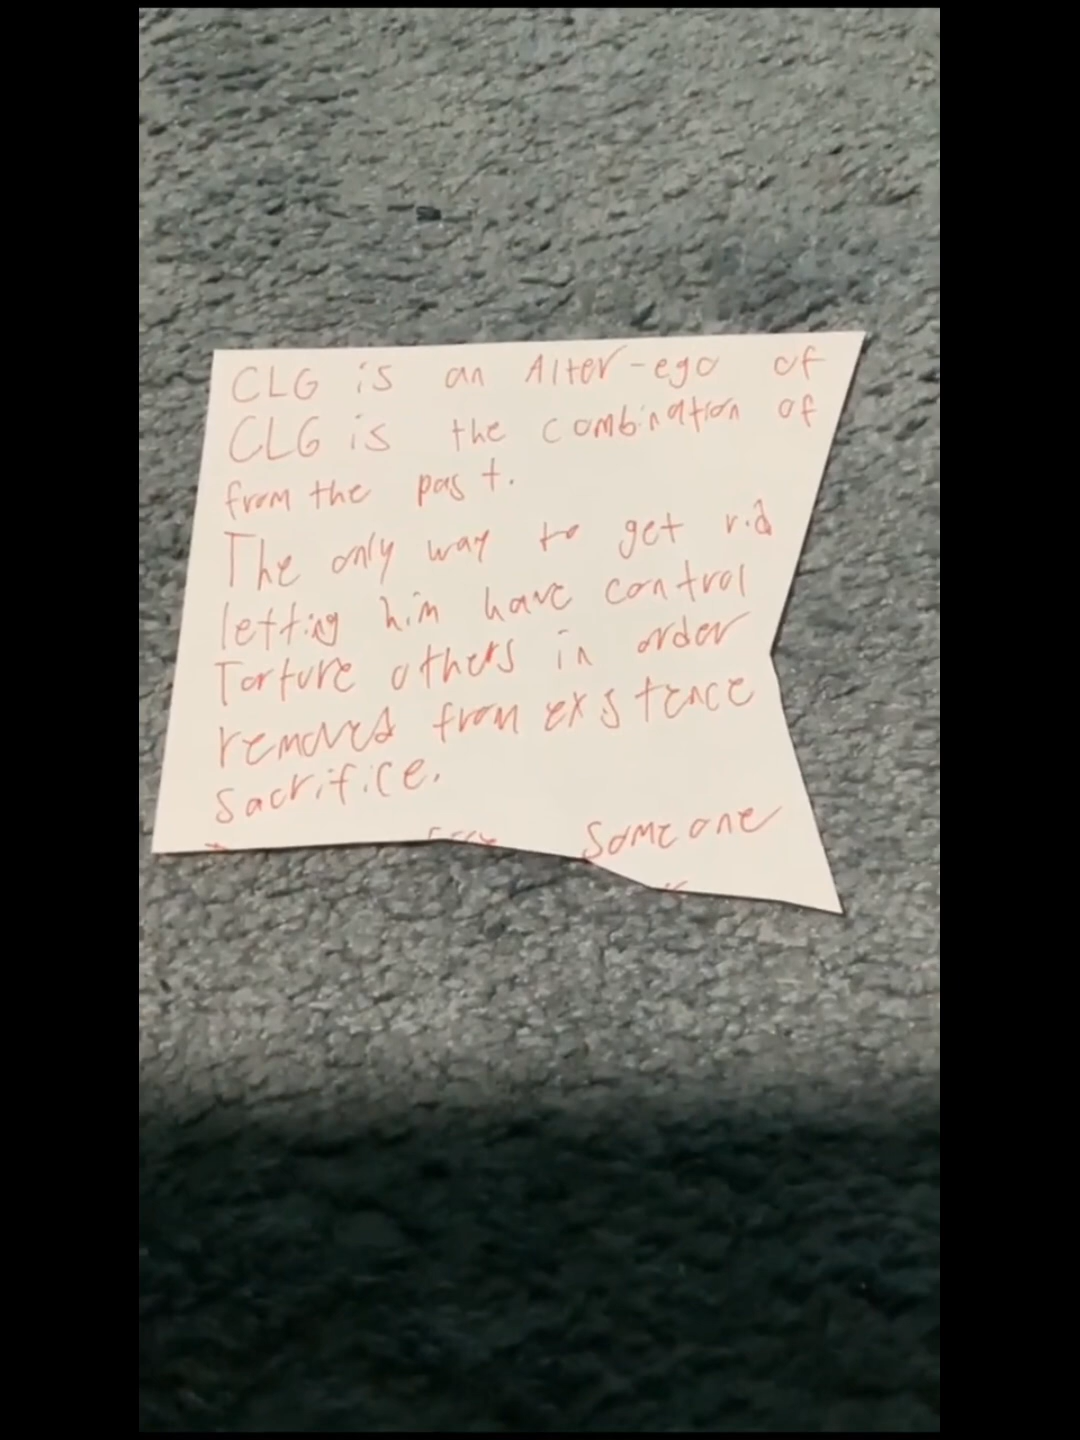 CLG is an Alter-ego of
CLG is the combination of
from the past.
The only way to get rid
letting him have control
Torture others in order
removed from existence
sacrifice.
Someone